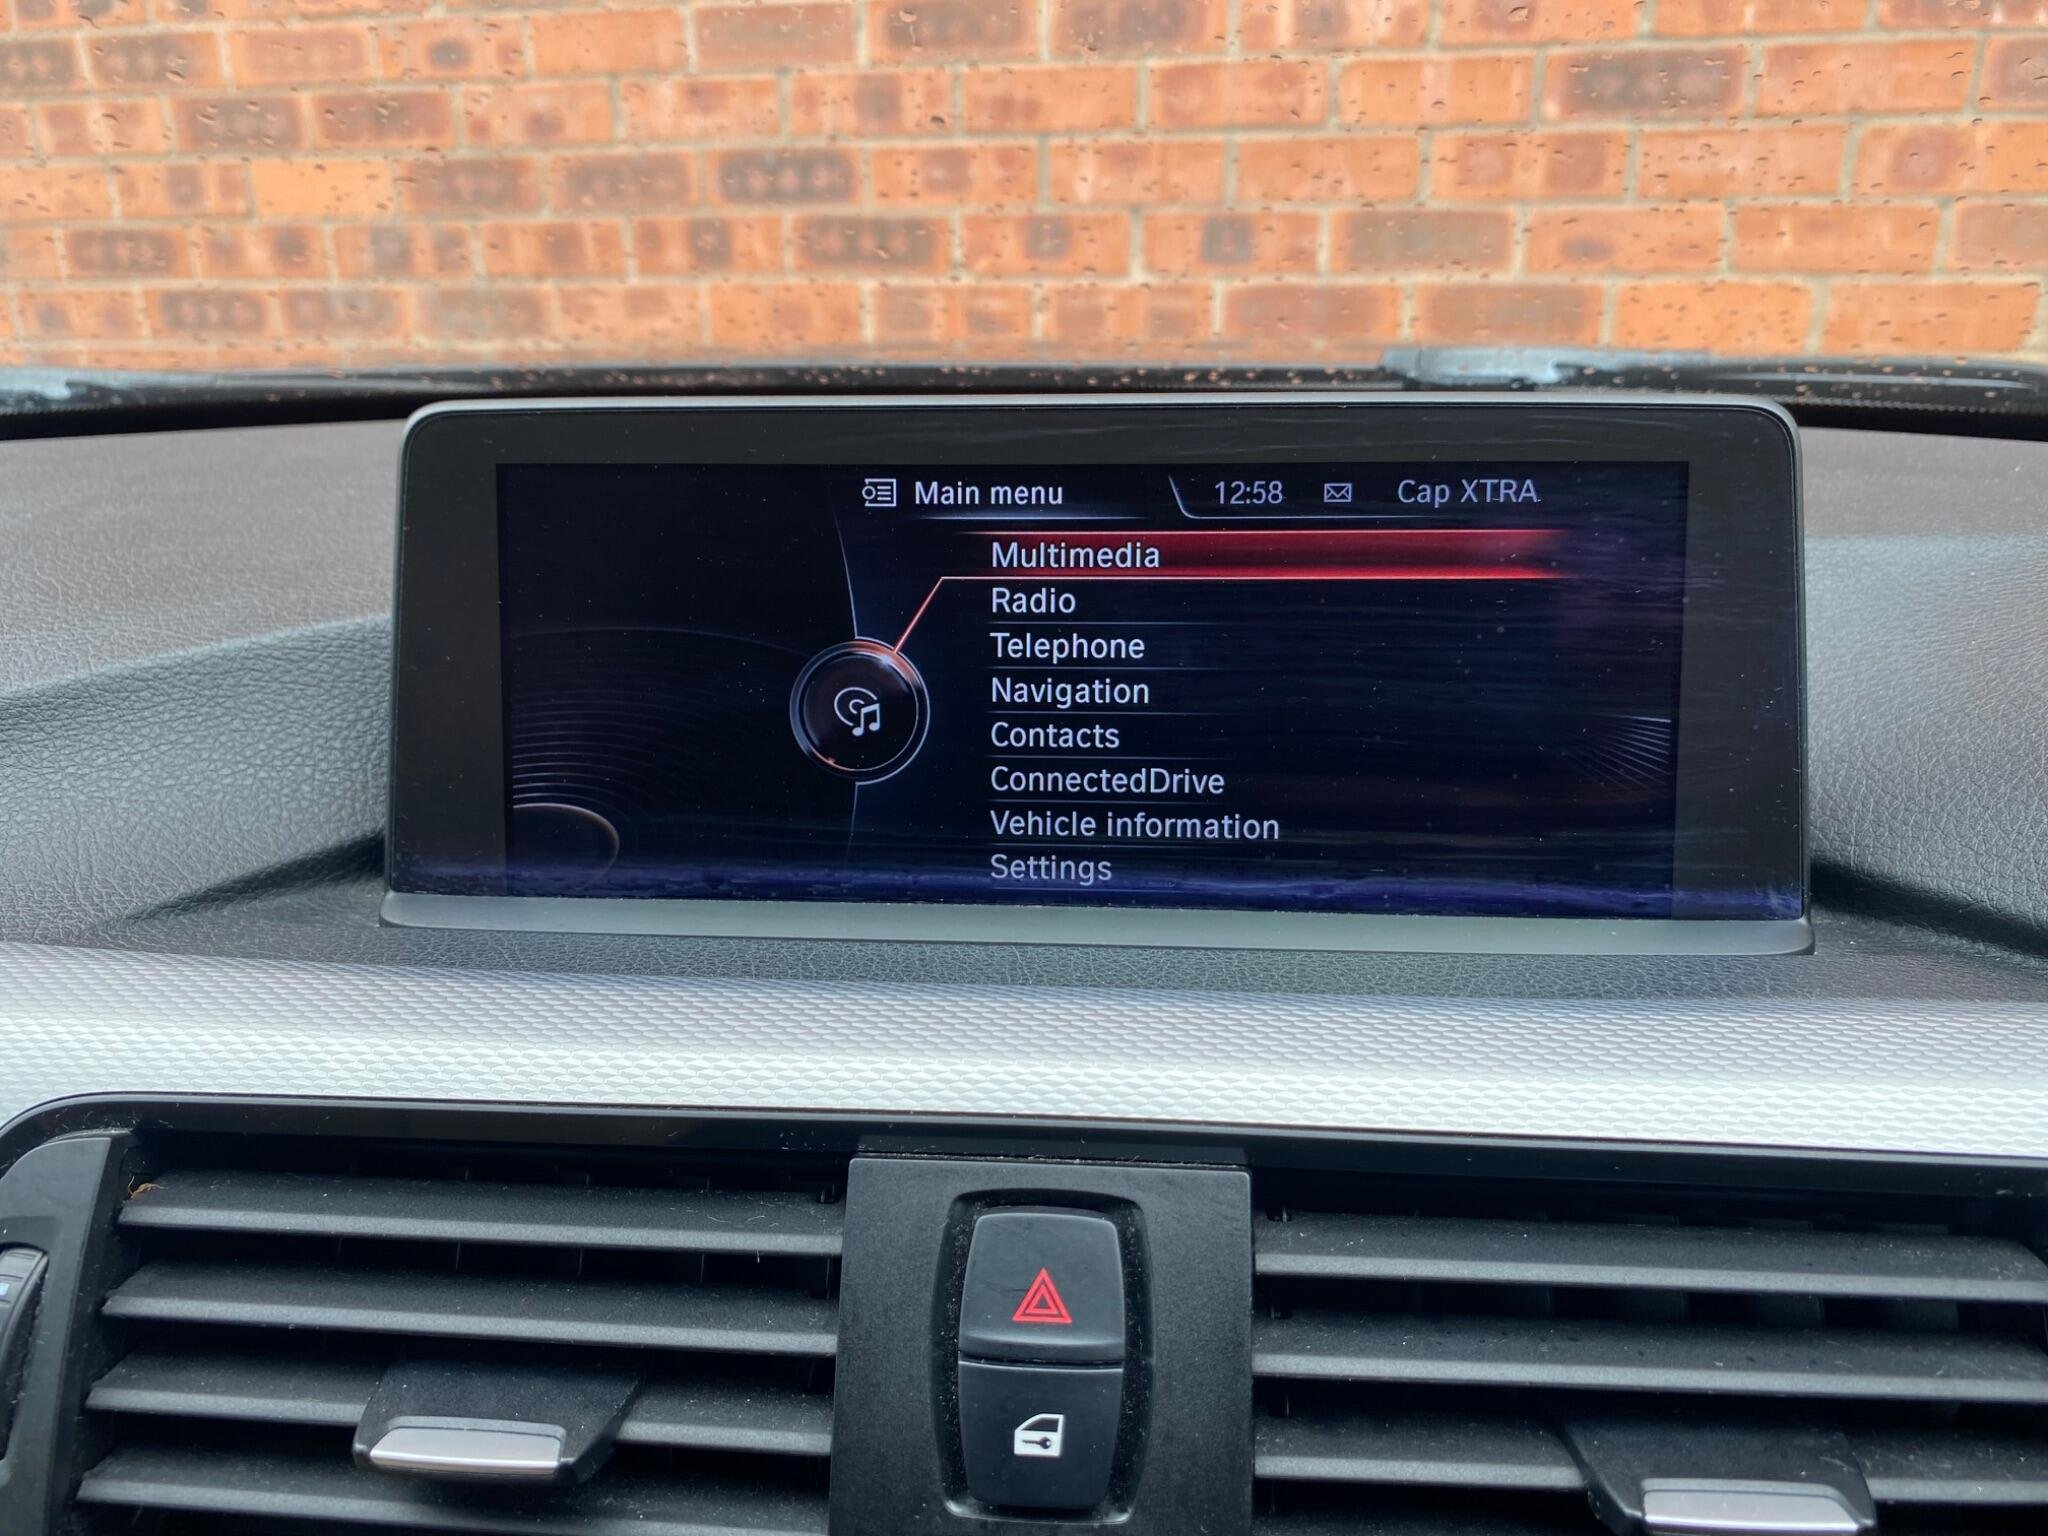 Main menu 12:58 Cap XTRA
Multimedia
Radio
Telephone
Navigation
Contacts
ConnectedDrive
Vehicle information
Settings